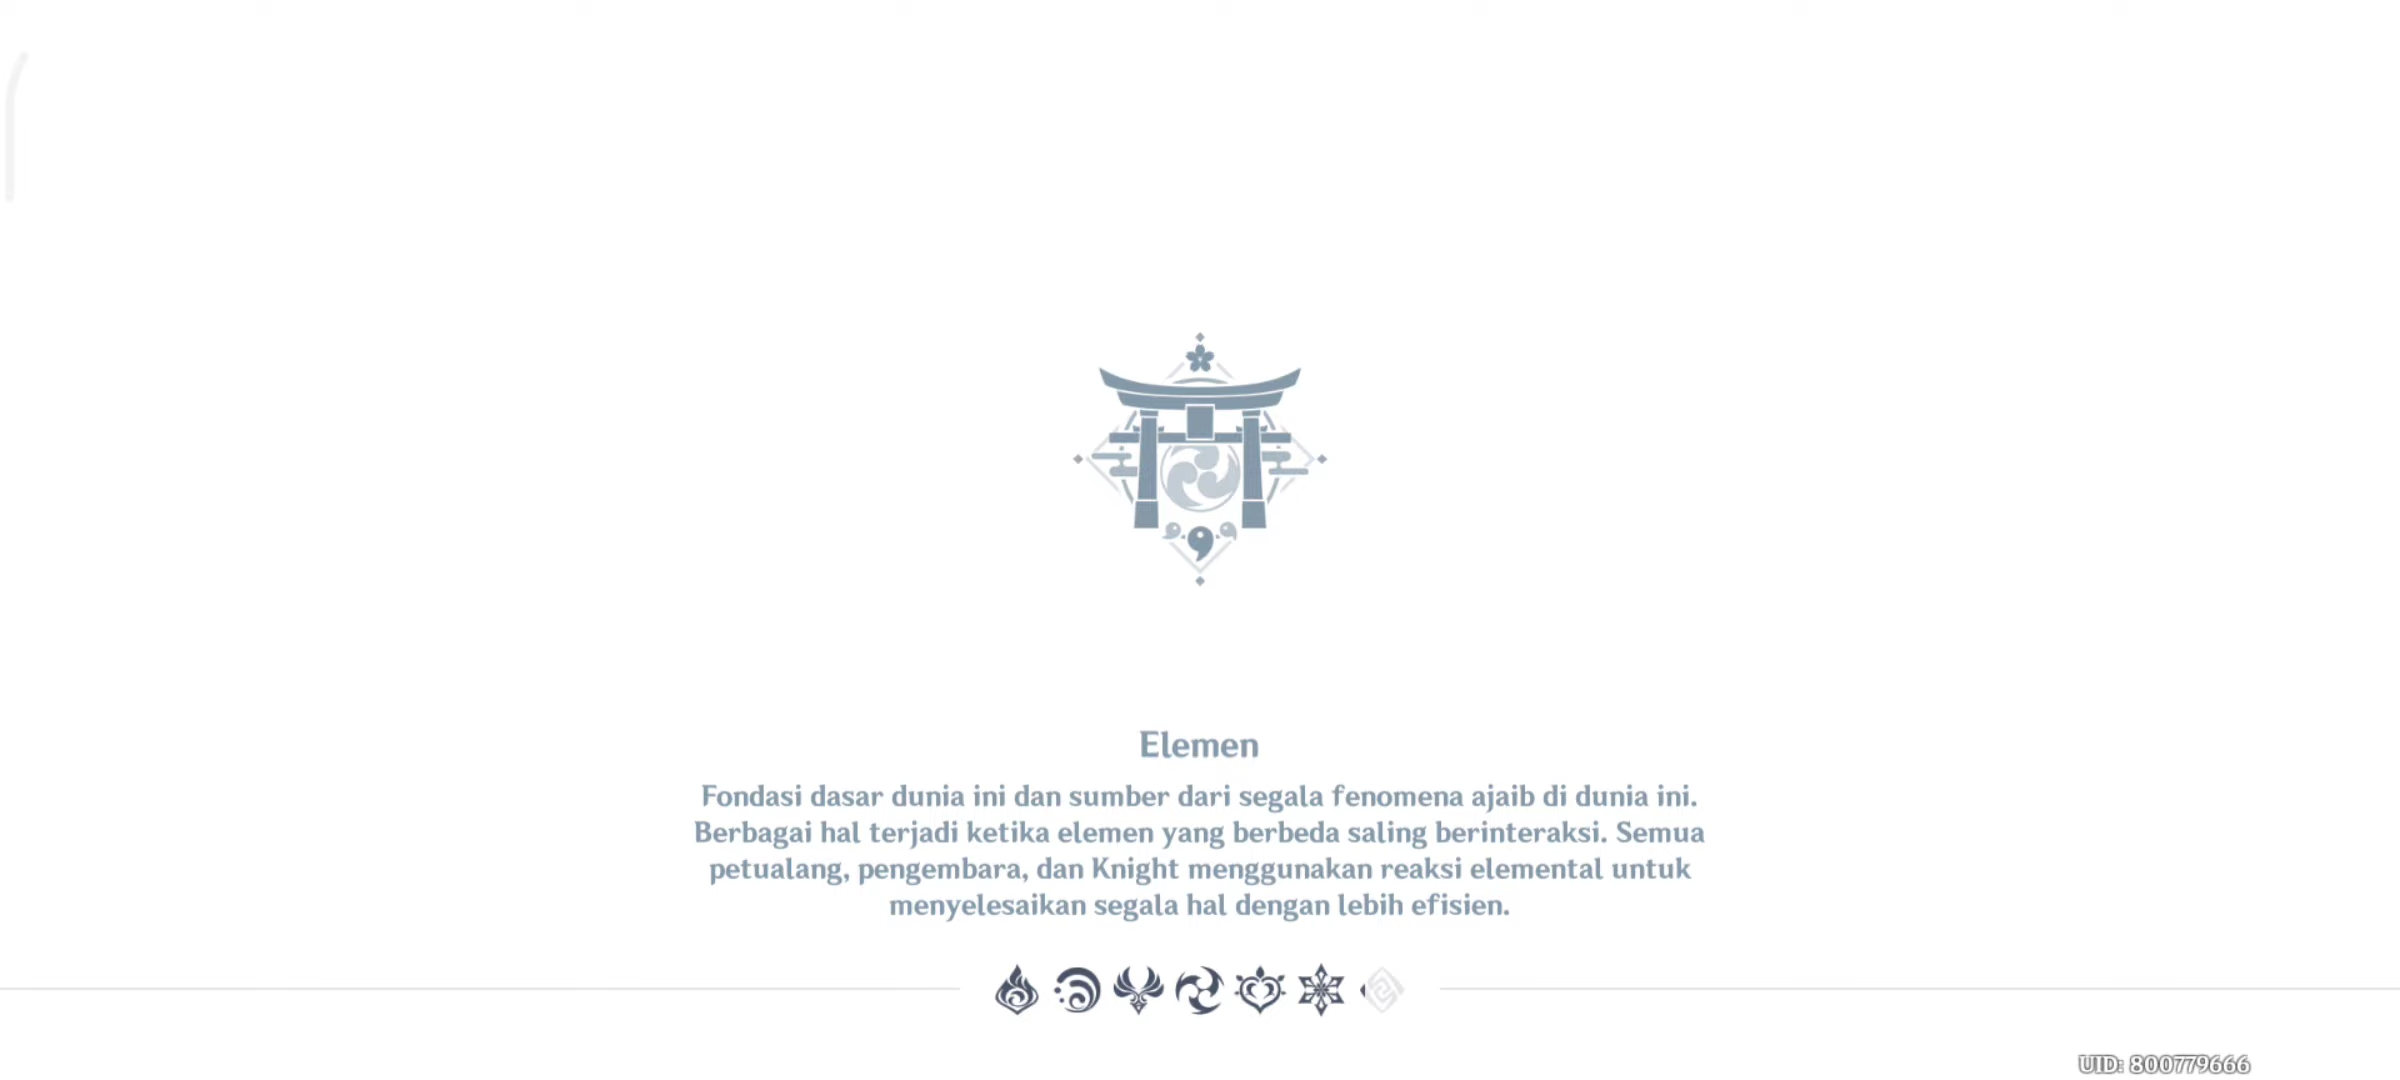 Elemen
Fondasi dasar dunia ini dan sumber dari segala fenomena ajaib di dunia ini.
Berbagai hal terjadi ketika elemen yang berbeda saling berinteraksi. Semua
petualang, pengembara, dan Knight menggunakan reaksi elemental untuk
menyelesaikan segala hal dengan lebih efisien.
UID: 800779666